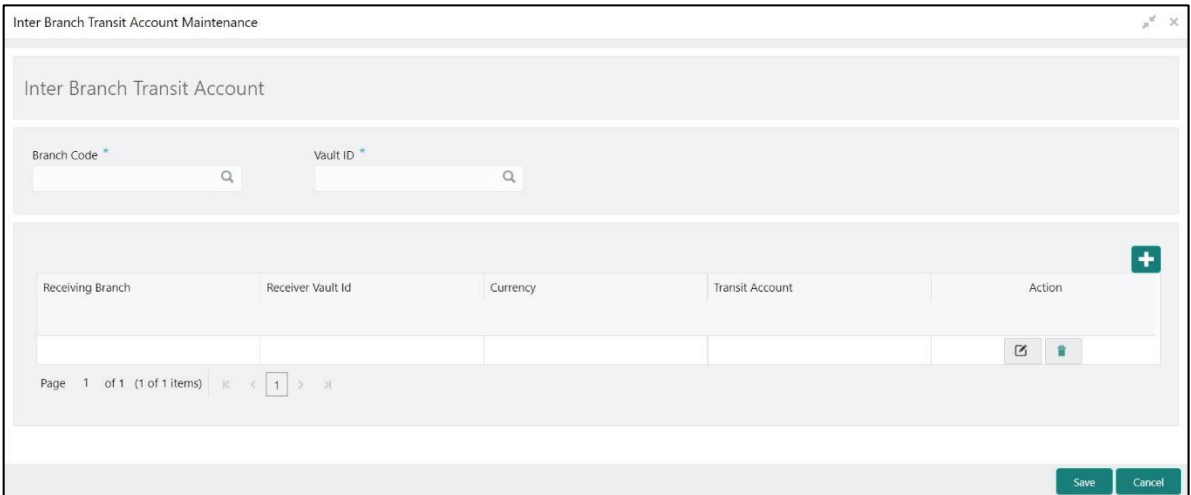 Inter Branch Transit Account Maintenance
Inter Branch Transit Account
Branch Code * Vault ID *
Receiving Branch Receiver Vault Id Currency Transit Account Action
Page 1 of 1 (1 of 1 items) 1
Save Cancel